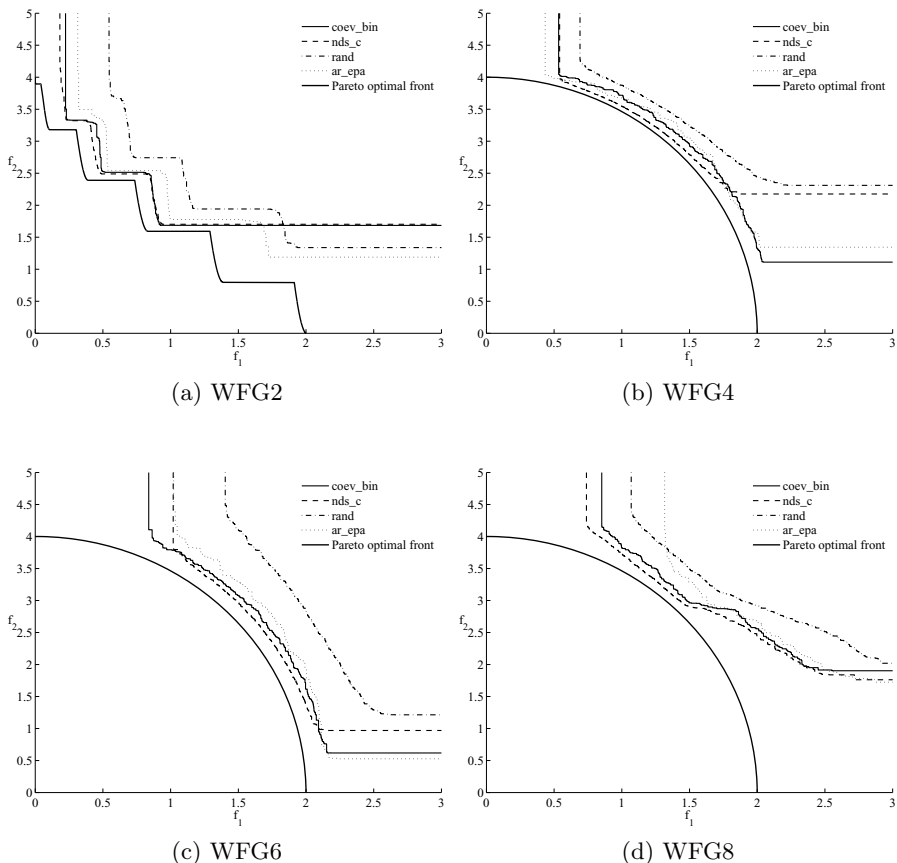 5
4.5
4
3.5
3
f2
2.5
2
1.5
1
0.5
0
0 0.5 1 1.5 2 2.5 3
f1
coev_bin
nds_c
rand
ar_epa
Pareto optimal front
(a) WFG2
5
4.5
4
3.5
3
f2
2.5
2
1.5
1
0.5
0
0 0.5 1 1.5 2 2.5 3
f1
coev_bin
nds_c
rand
ar_epa
Pareto optimal front
(b) WFG4
5
4.5
4
3.5
3
f2
2.5
2
1.5
1
0.5
0
0 0.5 1 1.5 2 2.5 3
f1
coev_bin
nds_c
rand
ar_epa
Pareto optimal front
(c) WFG6
5
4.5
4
3.5
3
f2
2.5
2
1.5
1
0.5
0
0 0.5 1 1.5 2 2.5 3
f1
coev_bin
nds_c
rand
ar_epa
Pareto optimal front
(d) WFG8